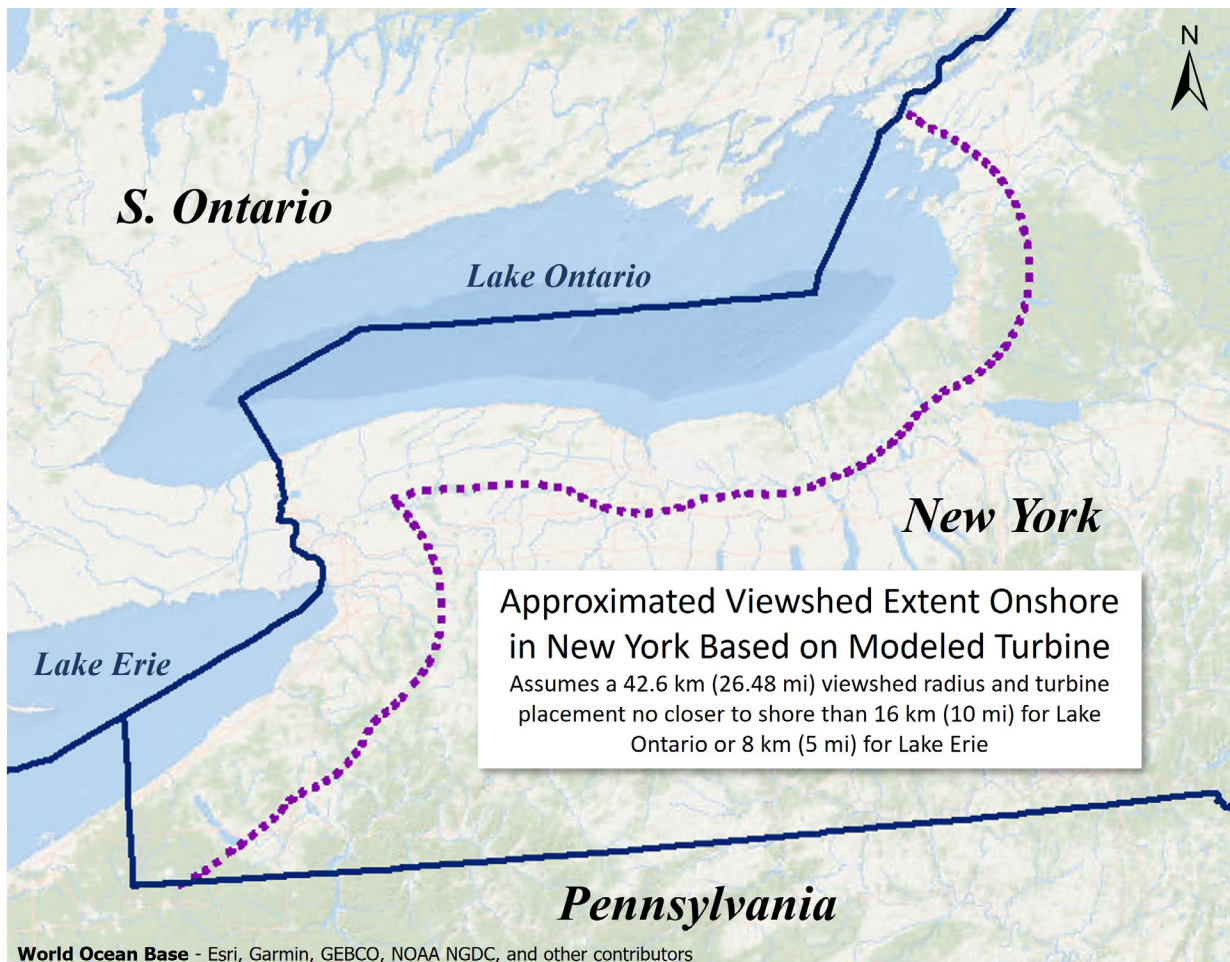 N
S. Ontario
Lake Ontario
New York
Approximated Viewshed Extent Onshore
in New York Based on Modeled Turbine
Assumes a 42.6 km (26.48 mi) viewshed radius and turbine
placement no closer to shore than 16 km (10 mi) for Lake
Ontario or 8 km (5 mi) for Lake Erie
Lake Erie
Pennsylvania
World Ocean Base - Esri, Garmin, GEBCO, NOAA NGDC, and other contributors